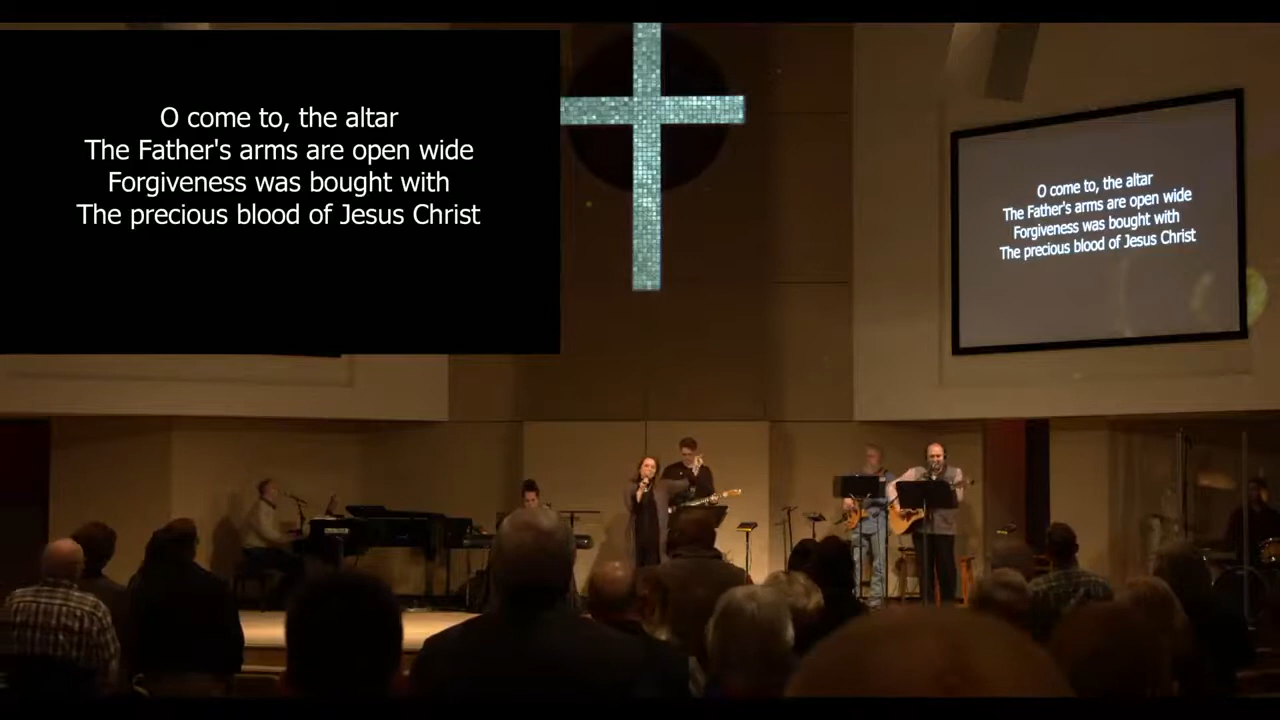 O come to, the altar
The Father's arms are open wide
Forgiveness was bought with
The precious blood of Jesus Christ
O come to, the altar
The Father's arms are open wide
Forgiveness was bought with
The precious blood of Jesus Christ